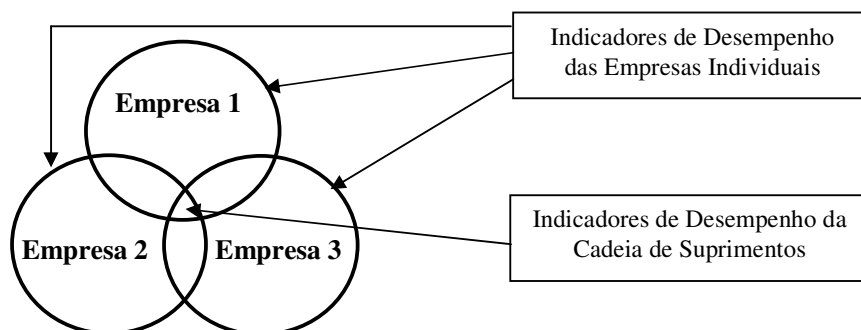 Indicadores de Desempenho
das Empresas Individuais
Empresa 1
Indicadores de Desempenho da
Cadeia de Suprimentos
Empresa 2
Empresa 3